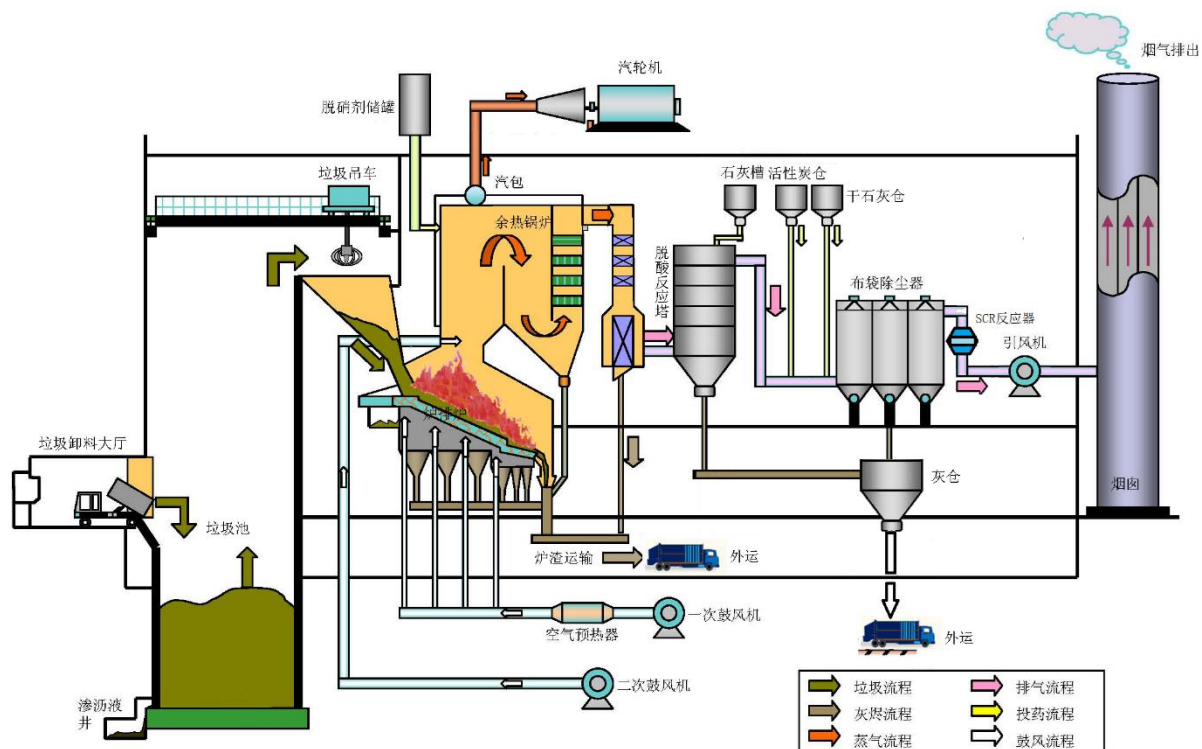 烟气排出
汽轮机
脱硝剂储罐
垃圾吊车
汽包
石灰槽
活性炭仓
干石灰仓
余热锅炉
脱酸反应塔
布袋除尘器
SCR反应器
引风机
炉排炉
垃圾卸料大厅
灰仓
烟囱
垃圾池
炉渣运输
外运
一次鼓风机
空气预热器
外运
二次鼓风机
渗沥液
井
垃圾流程
排气流程
灰烬流程
投药流程
蒸气流程
鼓风流程